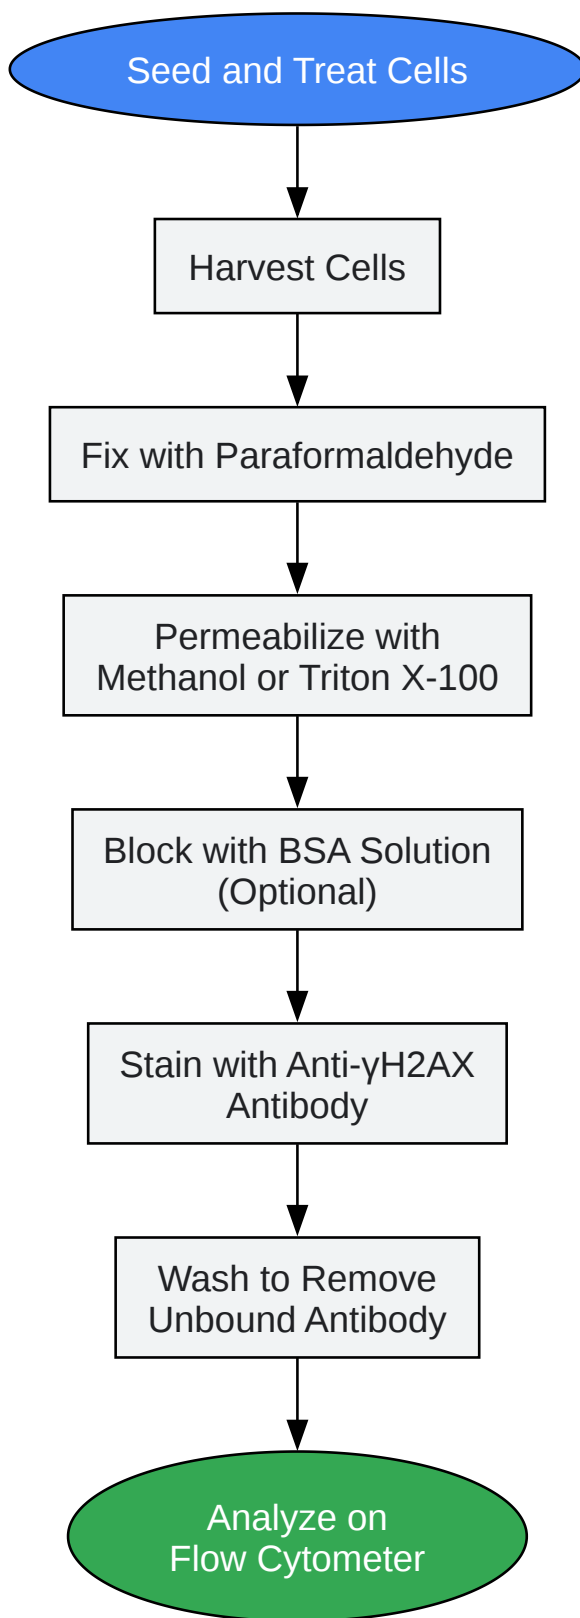 Seed and Treat Cells
Harvest Cells
Fix with Paraformaldehyde
Permeabilize with
Methanol or Triton X-100
Block with BSA Solution
(Optional)
Stain with Anti-γH2AX
Antibody
Wash to Remove
Unbound Antibody
Analyze on
Flow Cytometer